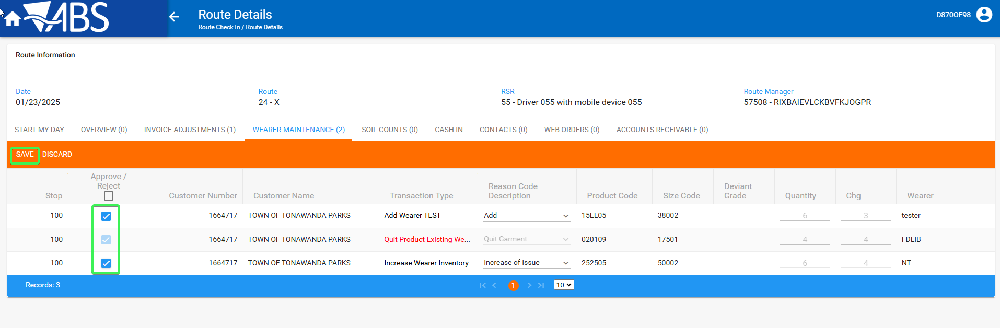 ABS
Route Details
Route Check In / Route Details
D870OF98
Route Information
Date
01/23/2025
Route
24 - X
RSR
55 - Driver 055 with mobile device 055
Route Manager
57508 - RIXBAIEVLCKBVFKJOGPR
START MY DAY OVERVIEW (0) INVOICE ADJUSTMENTS (1) WEARER MAINTENANCE (2) SOIL COUNTS (0) CASH IN CONTACTS (0) WEB ORDERS (0) ACCOUNTS RECEIVABLE (0)
SAVE DISCARD
Stop
Approve /
Reject
Customer Number
Customer Name
Transaction Type
Reason Code
Description
Product Code
Size Code
Deviant
Grade
Quantity
Chg
Wearer
100 1664717 TOWN OF TONAWANDA PARKS Add Wearer TEST Add 15EL05 38002 6 3 tester
100 1664717 TOWN OF TONAWANDA PARKS Quit Product Existing We... Quit Garment 020109 17501 4 4 FDLIB
100 1664717 TOWN OF TONAWANDA PARKS Increase Wearer Inventory Increase of Issue 252505 50002 6 4 NT
Records: 3 1 10